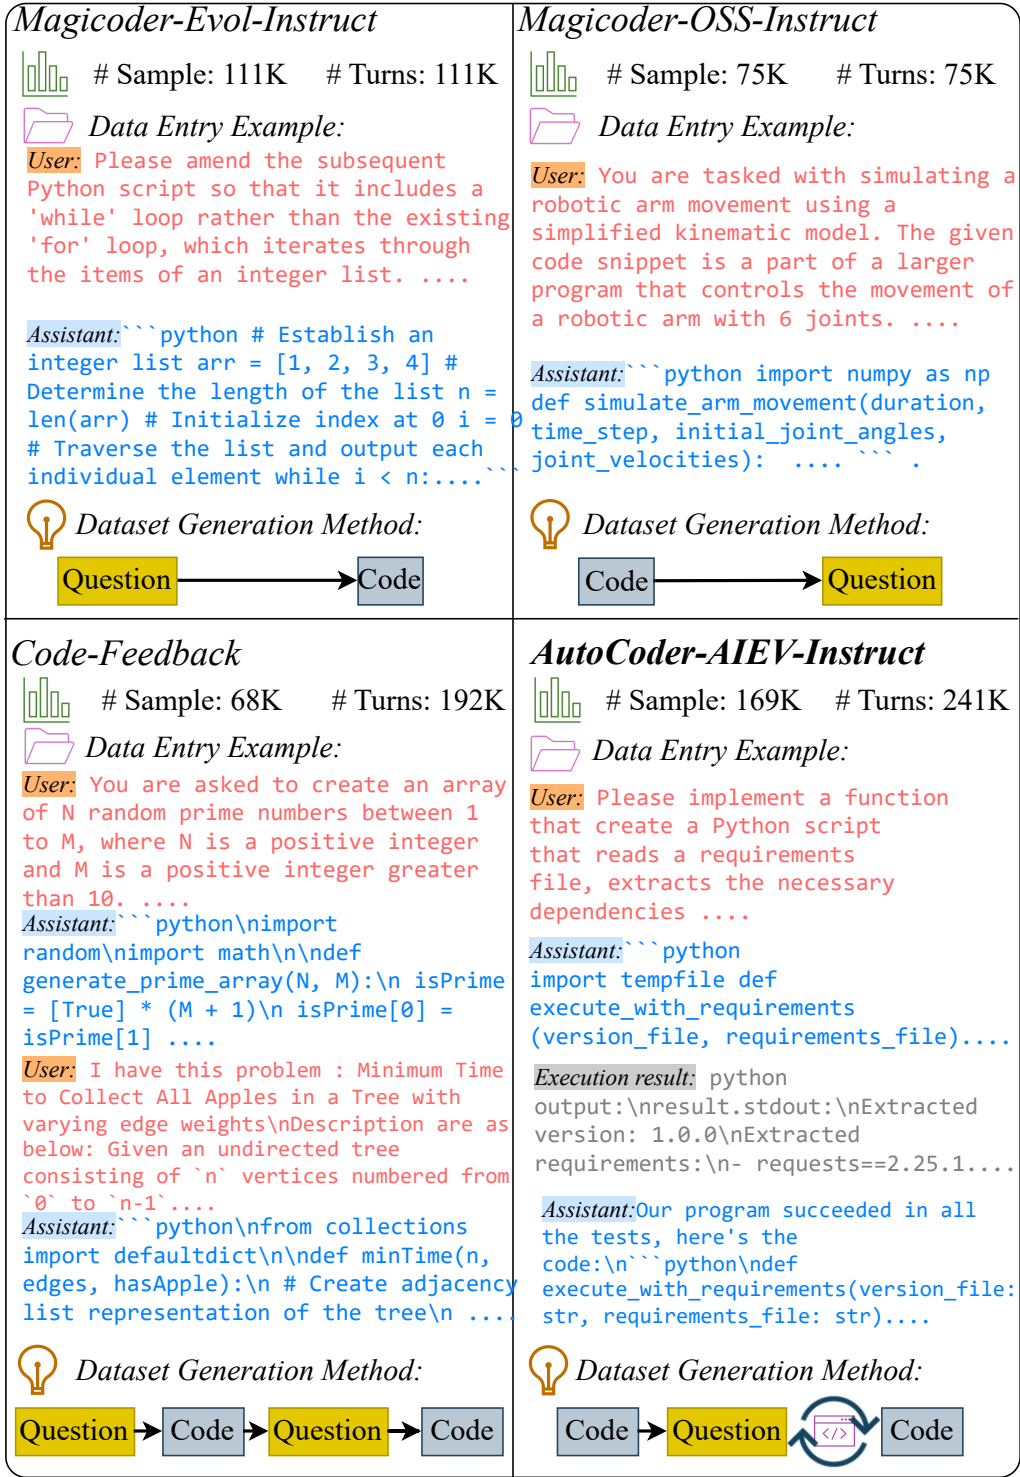 Magicoder-Evol-Instruct
# Sample: 111K # Turns: 111K
Data Entry Example:
User: Please amend the subsequent
Python script so that it includes a
'while' loop rather than the existing
'for' loop, which iterates through
the items of an integer list. ....
Assistant:```python # Establish an
integer list arr = [1, 2, 3, 4] #
Determine the length of the list n =
len(arr) # Initialize index at 0 i = 0
# Traverse the list and output each
individual element while i < n:....```
Dataset Generation Method:
Question Code
Magicoder-OSS-Instruct
# Sample: 75K # Turns: 75K
Data Entry Example:
User: You are tasked with simulating a
robotic arm movement using a
simplified kinematic model. The given
code snippet is a part of a larger
program that controls the movement of
a robotic arm with 6 joints. ....
Assistant:```python import numpy as np
def simulate_arm_movement(duration,
time_step, initial_joint_angles,
joint_velocities): .... ``` .
Dataset Generation Method:
Code Question
Code-Feedback
# Sample: 68K # Turns: 192K
Data Entry Example:
User: You are asked to create an array
of N random prime numbers between 1
to M, where N is a positive integer
and M is a positive integer greater
than 10. ....
Assistant:```python\nimport
random\nimport math\n\ndef
generate_prime_array(N, M):\n isPrime
= [True] * (M + 1)\n isPrime[0] =
isPrime[1] ....
User: I have this problem : Minimum Time
to Collect All Apples in a Tree with
varying edge weights\nDescription are as
below: Given an undirected tree
consisting of `n` vertices numbered from
`0` to `n-1`....
Assistant:```python\nfrom collections
import defaultdict\n\ndef minTime(n,
edges, hasApple):\n # Create adjacency
list representation of the tree\n ....
Dataset Generation Method:
Question Code Question Code
AutoCoder-AIEV-Instruct
# Sample: 169K # Turns: 241K
Data Entry Example:
User: Please implement a function
that create a Python script
that reads a requirements
file, extracts the necessary
dependencies ....
Assistant:```python
import tempfile def
execute_with_requirements
(version_file, requirements_file)....
Execution result: python
output:\nresult.stdout:\nExtracted
version: 1.0.0\nExtracted
requirements:\n- requests==2.25.1....
Assistant:Our program succeeded in all
the tests, here's the
code:\n```python\ndef
execute_with_requirements(version_file:
str, requirements_file: str)....
Dataset Generation Method:
Code Question </> Code